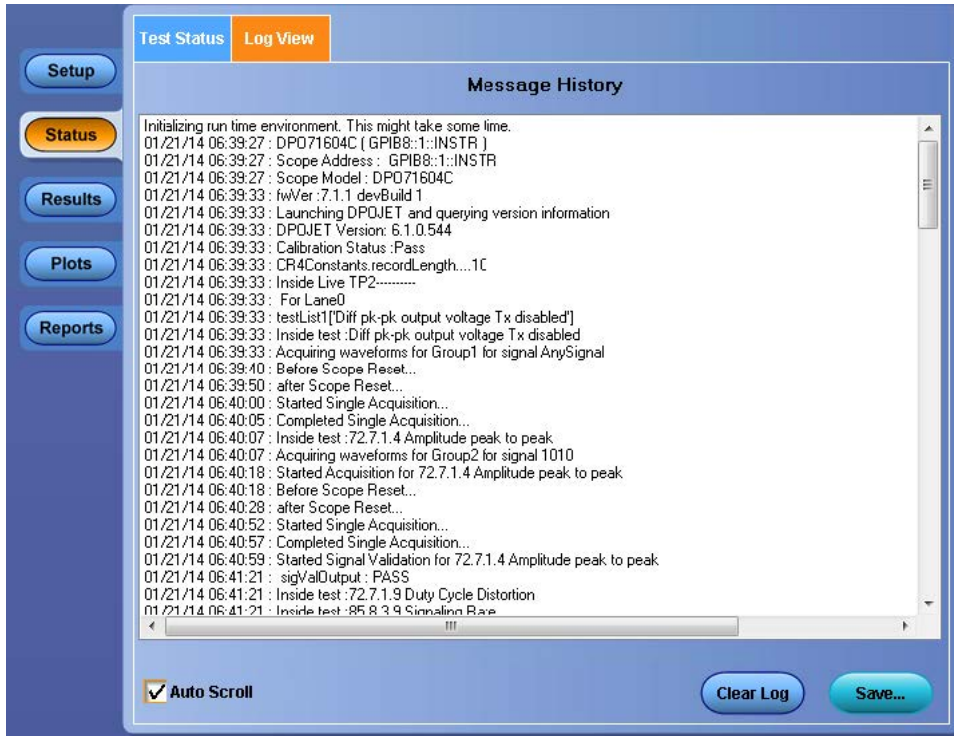 Test Status
Log View
Setup
Status
Results
Plots
Reports
Message History
Initializing run time environment. This might take some time.
01/21/14 06:39:27 : DPO71604C ( GPIB8::1::INSTR )
01/21/14 06:39:27 : Scope Address : GPIB8::1::INSTR
01/21/14 06:39:27 : Scope Model : DPO71604C
01/21/14 06:39:33 : fwVer :7.1.1 devBuild 1
01/21/14 06:39:33 : Launching DPOJET and querying version information
01/21/14 06:39:33 : DPOJET Version: 6.1.0.544
01/21/14 06:39:33 : Calibration Status :Pass
01/21/14 06:39:33 : CR4Constants.recordLength....10
01/21/14 06:39:33 : Inside Live TP2----------
01/21/14 06:39:33 : For Lane0
01/21/14 06:39:33 : testList1['Diff pk-pk output voltage Tx disabled']
01/21/14 06:39:33 : Inside test :Diff pk-pk output voltage Tx disabled
01/21/14 06:39:33 : Acquiring waveforms for Group1 for signal AnySignal
01/21/14 06:39:40 : Before Scope Reset...
01/21/14 06:39:50 : after Scope Reset...
01/21/14 06:40:00 : Started Single Acquisition...
01/21/14 06:40:05 : Completed Single Acquisition...
01/21/14 06:40:07 : Inside test :72.7.1.4 Amplitude peak to peak
01/21/14 06:40:07 : Acquiring waveforms for Group2 for signal 1010
01/21/14 06:40:18 : Started Acquisition for 72.7.1.4 Amplitude peak to peak
01/21/14 06:40:18 : Before Scope Reset...
01/21/14 06:40:28 : after Scope Reset...
01/21/14 06:40:52 : Started Single Acquisition...
01/21/14 06:40:57 : Completed Single Acquisition...
01/21/14 06:40:59 : Started Signal Validation for 72.7.1.4 Amplitude peak to peak
01/21/14 06:41:21 : sigValOutput : PASS
01/21/14 06:41:21 : Inside test :72.7.1.9 Duty Cycle Distortion
01/21/14 06:41:21 : Inside test :85.8.3.9 Signaling Rate
Auto Scroll
Clear Log
Save...